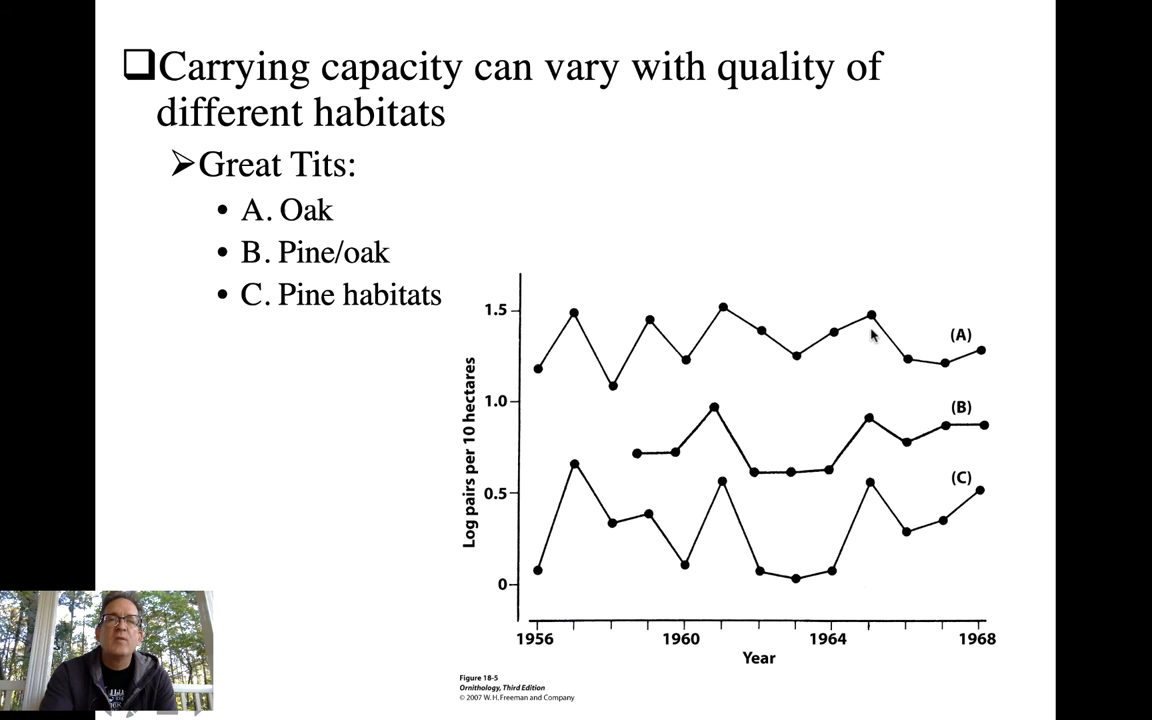 Carrying capacity can vary with quality of
different habitats
Great Tits:
A. Oak
B. Pine/oak
C. Pine habitats
1.5
1.0
0.5
0
Log pairs per 10 hectares
(A)
(B)
(C)
1956 1960 1964 1968
Year
Figure 18-5
Ornithology, Third Edition
© 2007 W. H. Freeman and Company